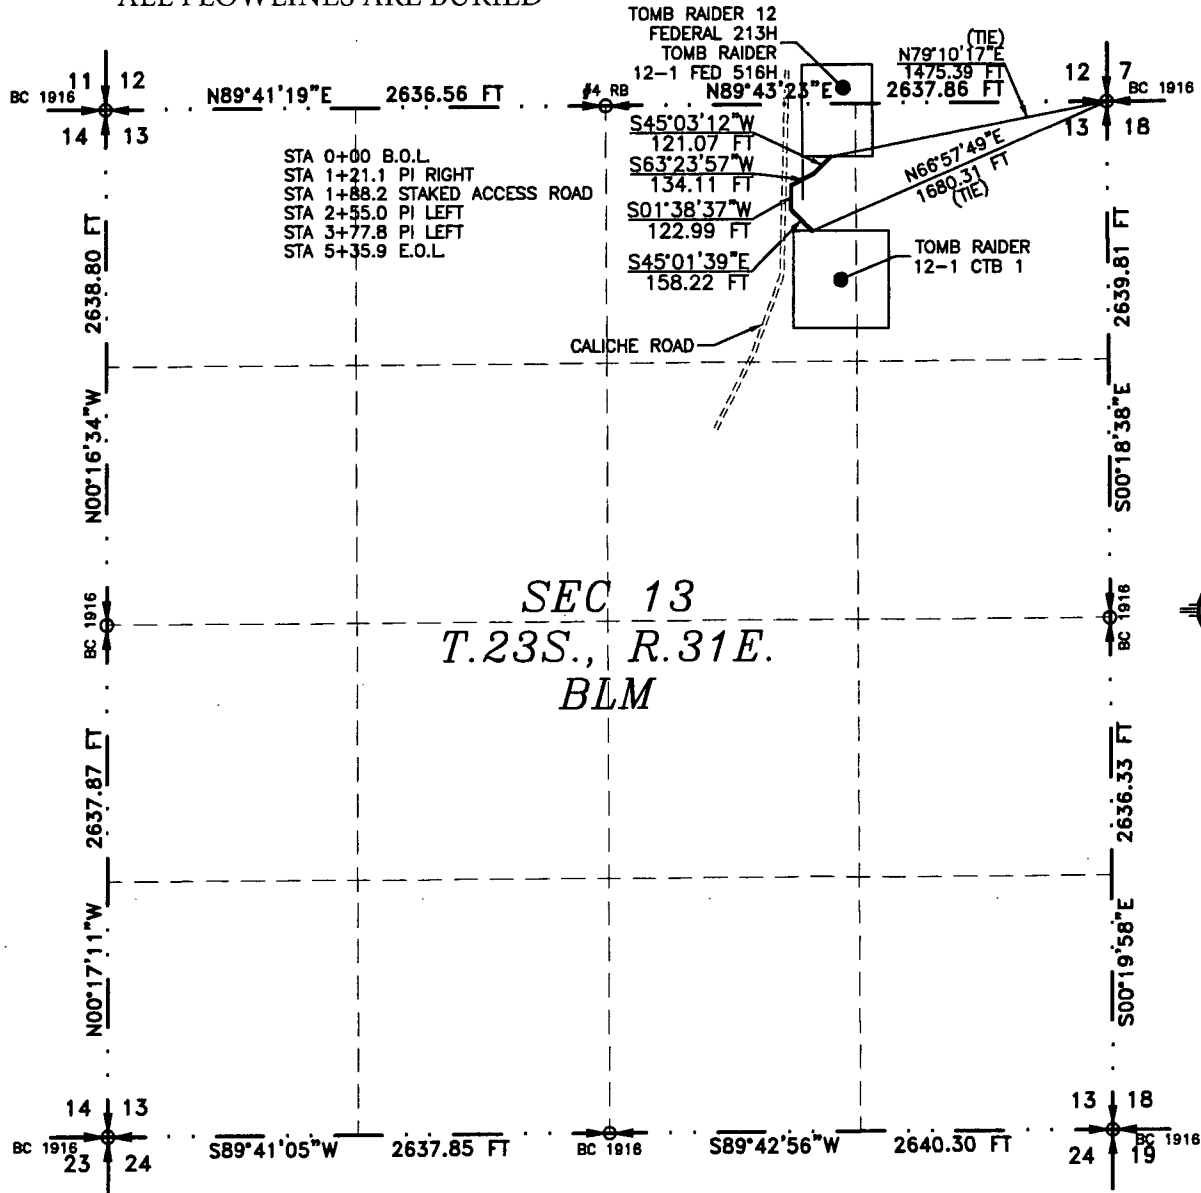 ALL FLOWLINES ARE BURIED
TOMB RAIDER 12
FEDERAL 213H
TOMB RAIDER
12-1 FED 516H
(TIE)
N79°10'17"E
1475.39 FT
11 12
BC 1916
14 13
N89°41'19"E 2636.56 FT
#4 RB
N89°43'23"E 2637.86 FT
12 7
BC 1916
13 18
STA 0+00 B.O.L.
STA 1+21.1 PI RIGHT
STA 1+88.2 STAKED ACCESS ROAD
STA 2+55.0 PI LEFT
STA 3+77.8 PI LEFT
STA 5+35.9 E.O.L.
S45°03'12"W
121.07 FT
S63°23'57"W
134.11 FT
S01°38'37"W
122.99 FT
S45°01'39"E
158.22 FT
N66°57'49"E
1680.31 FT
(TIE)
TOMB RAIDER
12-1 CTB 1
CALICHE ROAD
2638.80 FT
N00°16'34"W
2639.81 FT
S00°18'38"E
SEC 13
T.23S., R.31E.
BLM
BC 1916
BC 1916
2637.87 FT
N00°17'11"W
2636.33 FT
S00°19'58"E
14 13
BC 1916
23 24
S89°41'05"W 2637.85 FT
BC 1916
S89°42'56"W 2640.30 FT
13 18
BC 1916
24 19